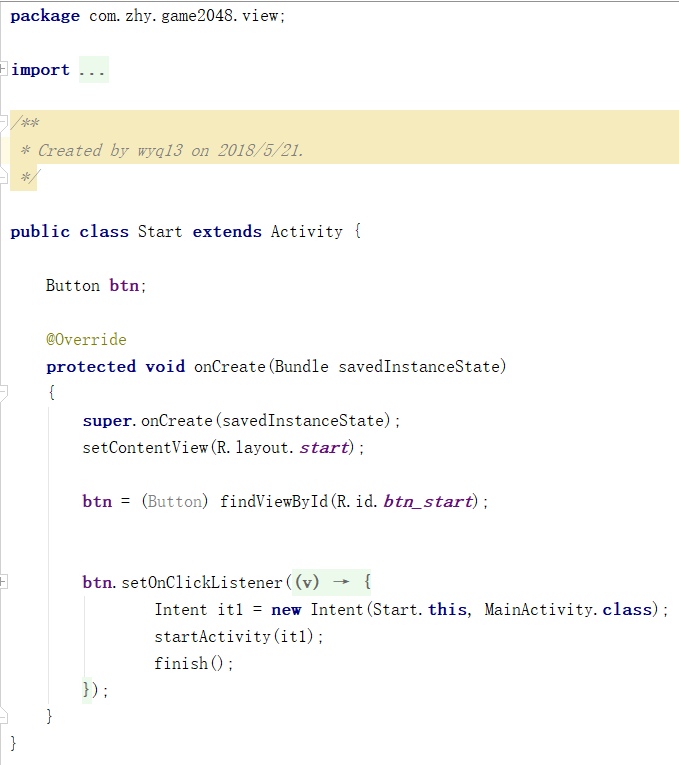 package com.zhy.game2048.view;
import ...
/**
* Created by wyq13 on 2018/5/21.
*/
public class Start extends Activity {
Button btn;
@Override
protected void onCreate(Bundle savedInstanceState)
{
super.onCreate(savedInstanceState);
setContentView(R.layout.start);
btn = (Button) findViewById(R.id.btn_start);
btn.setOnClickListener((v) → {
Intent it1 = new Intent(Start.this, MainActivity.class);
startActivity(it1);
finish();
});
}
}